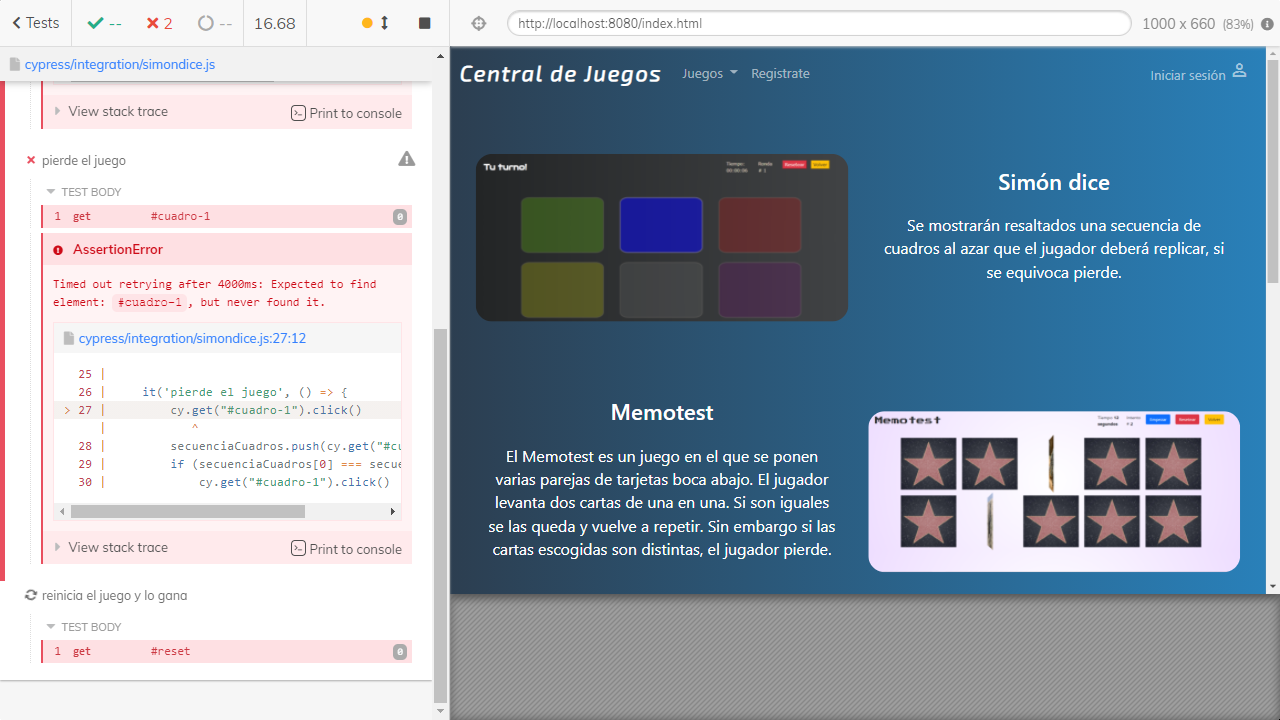 Tests
--
2
--
16.68
http://localhost:8080/index.html
1000 x 660 (83%)
cypress/integration/simondice.js
View stack trace
Print to console
pierde el juego
TEST BODY
1 get #cuadro-1 0
AssertionError
Timed out retrying after 4000ms: Expected to find
element: #cuadro-1, but never found it.
cypress/integration/simondice.js:27:12
25 |
26 | it('pierde el juego', () => {
> 27 | cy.get("#cuadro-1").click()
| ^
28 | secuenciaCuadros.push(cy.get("#cu
29 | if (secuenciaCuadros[0] === secue
30 | cy.get("#cuadro-1").click()
View stack trace
Print to console
reinicia el juego y lo gana
TEST BODY
1 get #reset 0
Central de Juegos
Juegos
Registrate
Iniciar sesión
Tu turno!
Tiempo:
00:00:06
Ronda
# 1
Simón dice
Se mostrarán resaltados una secuencia de
cuadros al azar que el jugador deberá replicar, si
se equivoca pierde.
Memotest
El Memotest es un juego en el que se ponen
varias parejas de tarjetas boca abajo. El jugador
levanta dos cartas de una en una. Si son iguales
se las queda y vuelve a repetir. Sin embargo si las
cartas escogidas son distintas, el jugador pierde.
Memotest
segundos